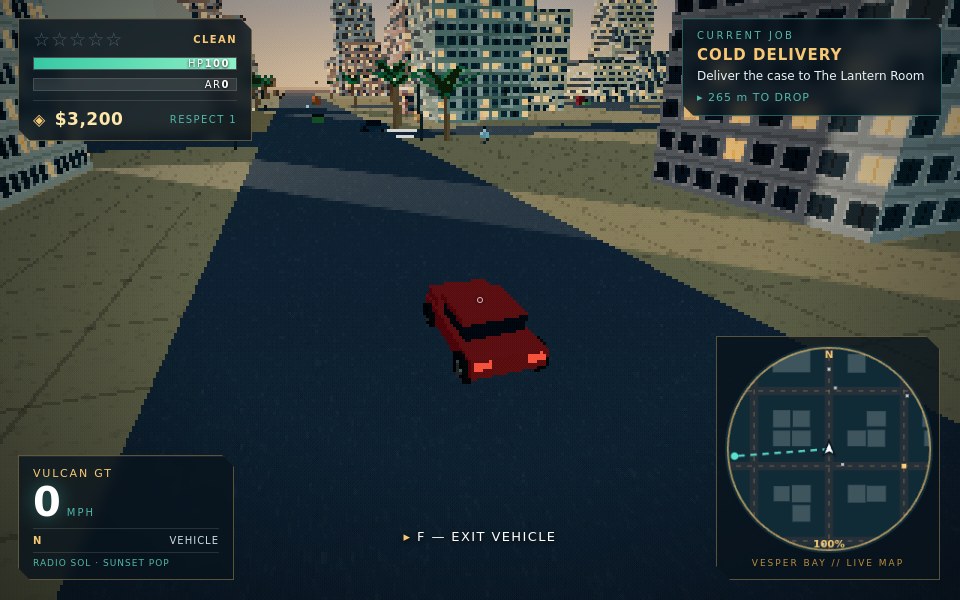 CLEAN
HP100
AR0
$3,200
RESPECT 1
CURRENT JOB
COLD DELIVERY
Deliver the case to The Lantern Room
▸ 265 m TO DROP
VULCAN GT
0 MPH
N VEHICLE
RADIO SOL · SUNSET POP
▸ F — EXIT VEHICLE
N
100%
VESPER BAY // LIVE MAP